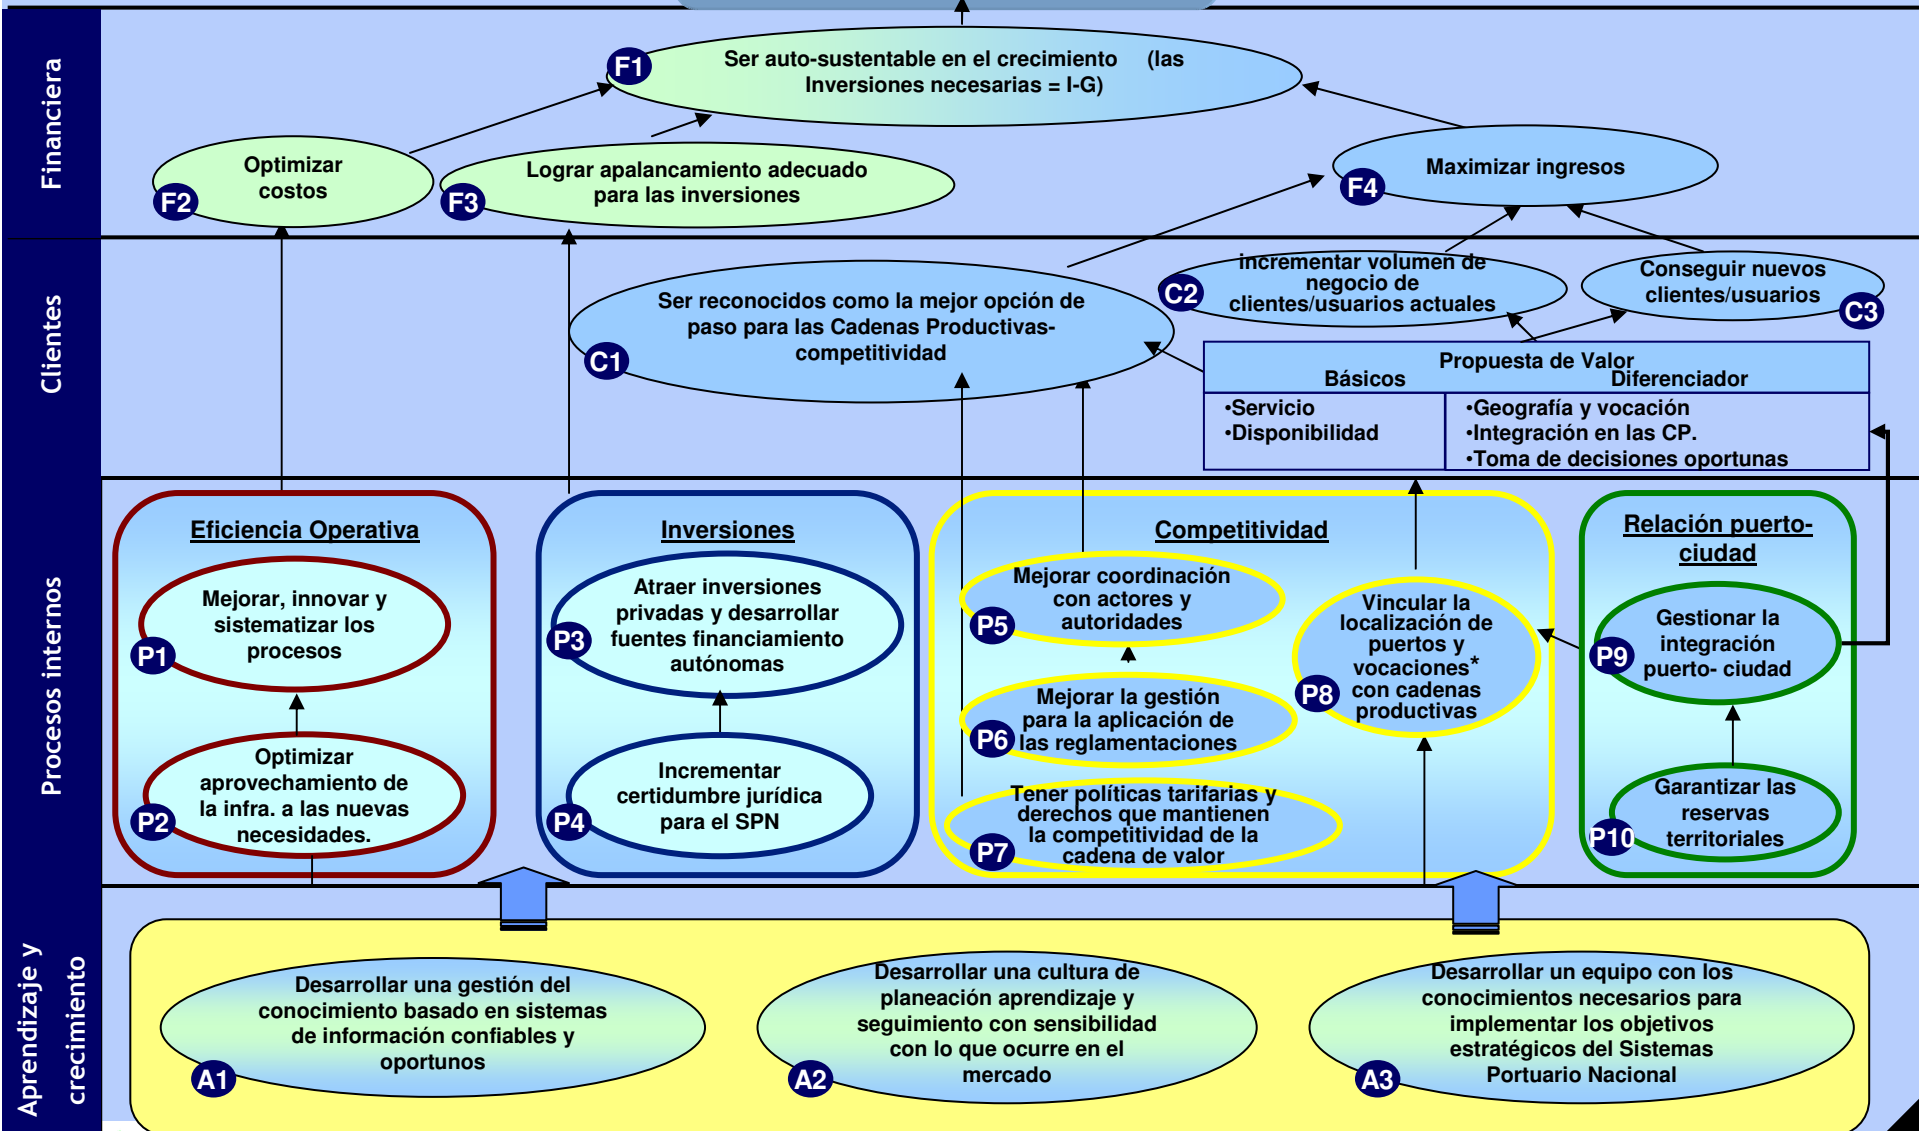 Financiera
F1
Ser auto-sustentable en el crecimiento (las
Inversiones necesarias = I-G)
F2
Optimizar
costos
F3
Lograr apalancamiento adecuado
para las inversiones
F4
Maximizar ingresos
Clientes
C1
Ser reconocidos como la mejor opción de
paso para las Cadenas Productivas-
competitividad
C2
incrementar volumen de
negocio de
clientes/usuarios actuales
Conseguir nuevos
clientes/usuarios
C3
Propuesta de Valor
Básicos
Diferenciador
•Servicio
•Disponibilidad
•Geografía y vocación
•Integración en las CP.
•Toma de decisiones oportunas
Procesos internos
Eficiencia Operativa
Mejorar, innovar y
sistematizar los
procesos
P1
Optimizar
aprovechamiento de
la infra. a las nuevas
necesidades.
P2
Inversiones
Atraer inversiones
privadas y desarrollar
fuentes financiamiento
autónomas
P3
Incrementar
certidumbre jurídica
para el SPN
P4
Competitividad
Mejorar coordinación
con actores y
autoridades
P5
Mejorar la gestión
para la aplicación de
las reglamentaciones
P6
Tener políticas tarifarias y
derechos que mantienen
la competitividad de la
cadena de valor
P7
Vincular la
localización de
puertos y
vocaciones*
con cadenas
productivas
P8
Relación puerto-
ciudad
Gestionar la
integración
puerto- ciudad
P9
Garantizar las
reservas
territoriales
P10
Aprendizaje y
crecimiento
Desarrollar una gestión del
conocimiento basado en sistemas
de información confiables y
oportunos
A1
Desarrollar una cultura de
planeación aprendizaje y
seguimiento con sensibilidad
con lo que ocurre en el
mercado
A2
Desarrollar un equipo con los
conocimientos necesarios para
implementar los objetivos
estratégicos del Sistemas
Portuario Nacional
A3